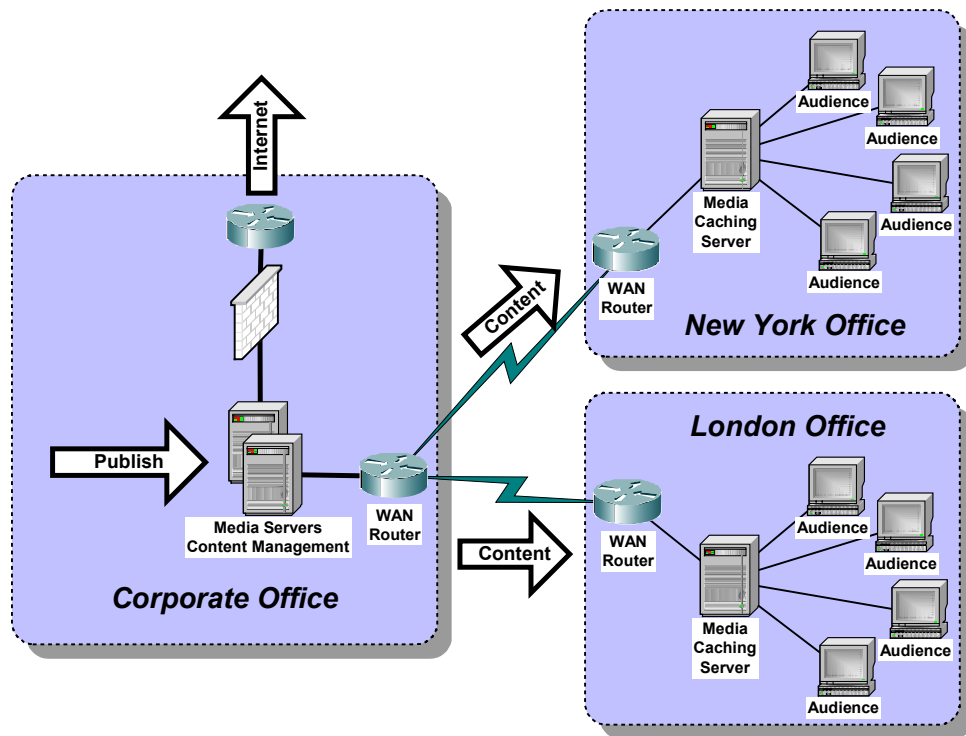 Internet
Publish
Media Servers
Content Management
WAN
Router
Corporate Office
Content
Content
Audience
Audience
Audience
Audience
Media
Caching
Server
WAN
Router
New York Office
London Office
WAN
Router
Media
Caching
Server
Audience
Audience
Audience
Audience